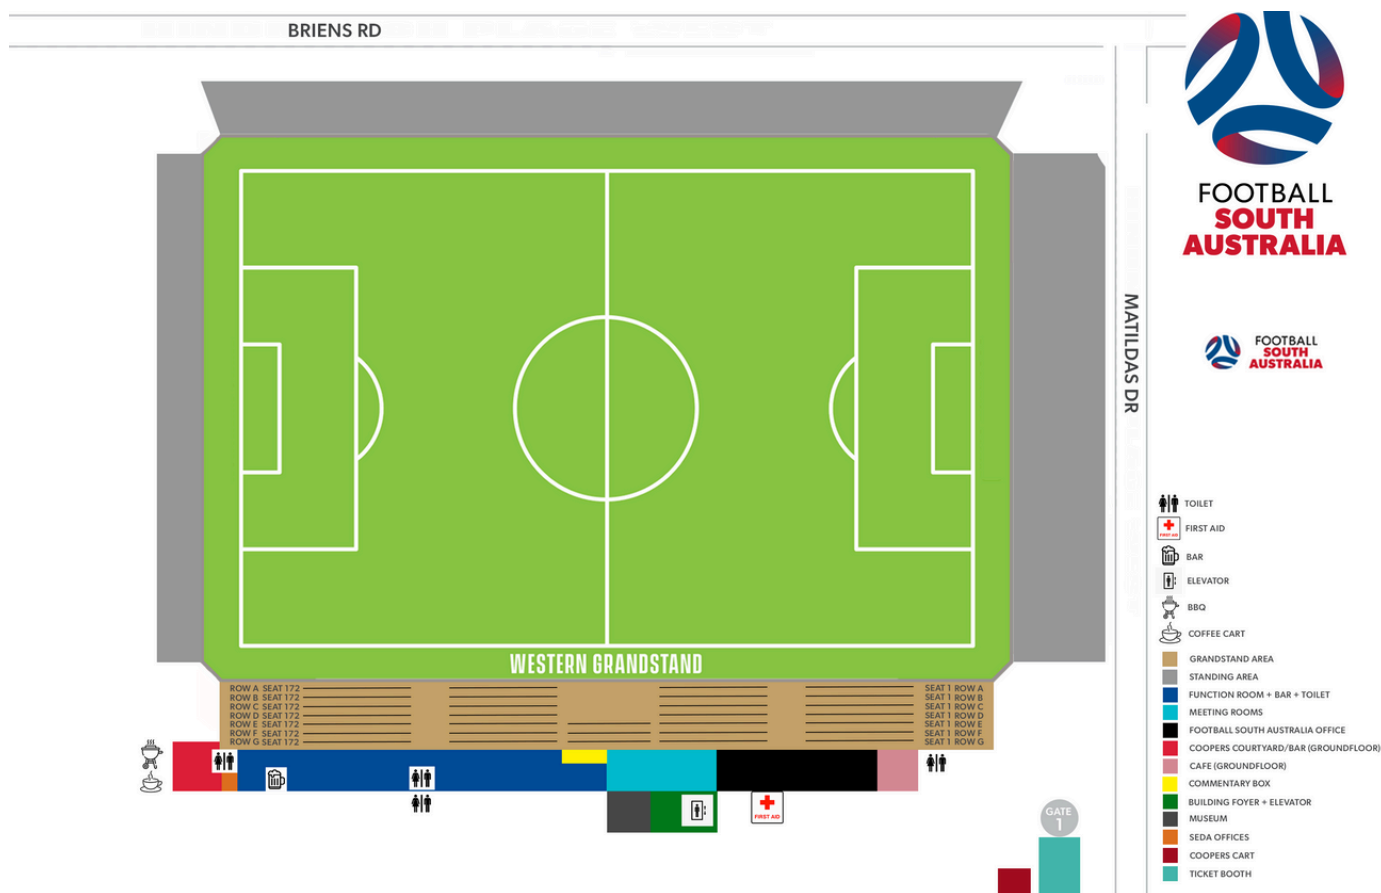 BRIENS RD
FOOTBALL
SOUTH
AUSTRALIA
MATILDAS DR
FOOTBALL
SOUTH
AUSTRALIA
WESTERN GRANDSTAND
ROW A SEAT 172 SEAT 1 ROW A
ROW B SEAT 172 SEAT 1 ROW B
ROW C SEAT 172 SEAT 1 ROW C
ROW D SEAT 172 SEAT 1 ROW D
ROW E SEAT 172 SEAT 1 ROW E
ROW F SEAT 172 SEAT 1 ROW F
ROW G SEAT 172 SEAT 1 ROW G
FIRST AID
GATE
1
TOILET
FIRST AID
FIRST AID
BAR
ELEVATOR
BBQ
COFFEE CART
GRANDSTAND AREA
STANDING AREA
FUNCTION ROOM + BAR + TOILET
MEETING ROOMS
FOOTBALL SOUTH AUSTRALIA OFFICE
COOPERS COURTYARD/BAR (GROUNDFLOOR)
CAFE (GROUNDFLOOR)
COMMENTARY BOX
BUILDING FOYER + ELEVATOR
MUSEUM
SEDA OFFICES
COOPERS CART
TICKET BOOTH